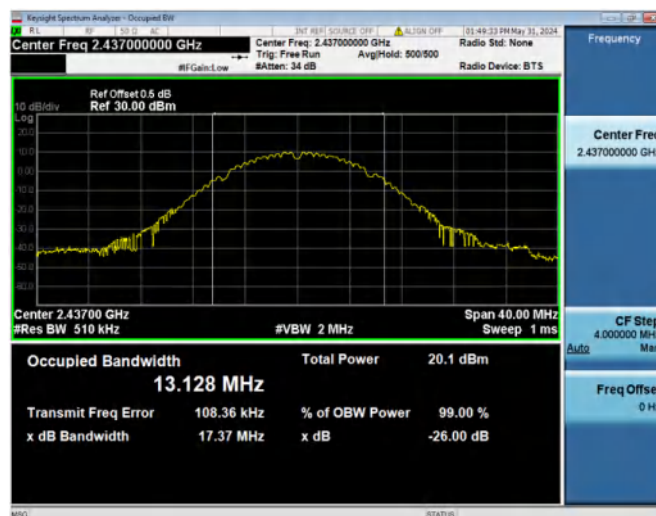 Keysight Spectrum Analyzer - Occupied BW
RL RF 50 Ω AC INT REF SOURCE OFF ALIGN OFF 01:49:33 PM May 31, 2024
Center Freq 2.437000000 GHz
Center Freq: 2.437000000 GHz
Radio Std: None
Trig: Free Run Avg|Hold: 500/500
#IFGain:Low #Atten: 34 dB Radio Device: BTS
Frequency
Ref Offset 0.5 dB
10 dB/div Ref 30.00 dBm
Log
20.0
10.0
0.00
-10.0
-20.0
-30.0
-40.0
-50.0
-60.0
Center Freq
2.437000000 GH
Center 2.43700 GHz Span 40.00 MHz
#Res BW 510 kHz #VBW 2 MHz Sweep 1 ms
CF Step
4.000000 MH
Auto Ma
Occupied Bandwidth Total Power 20.1 dBm
13.128 MHz
Transmit Freq Error 108.36 kHz % of OBW Power 99.00 %
x dB Bandwidth 17.37 MHz x dB -26.00 dB
Freq Offse
0 H
MSG STATUS